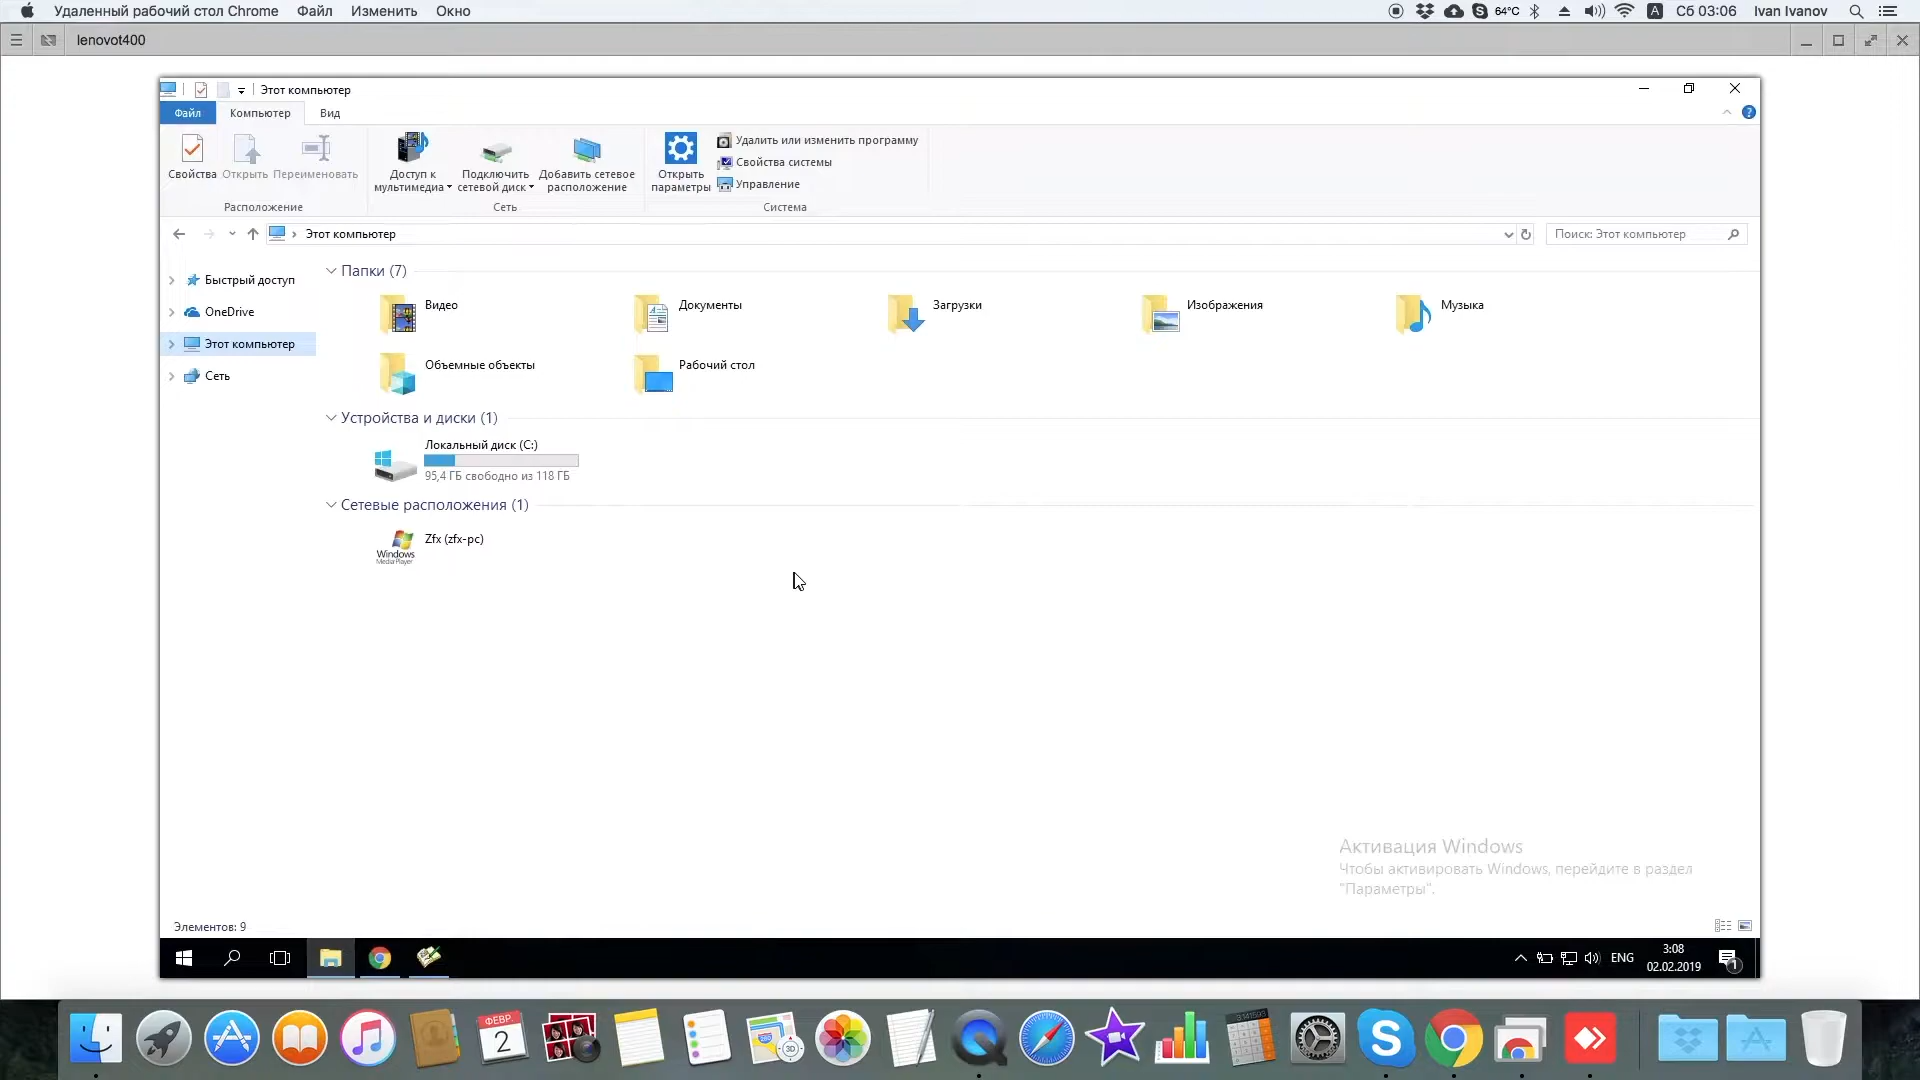 Удаленный рабочий стол Chrome Файл Изменить Окно 64°C A Сб 03:06 Ivan Ivanov
lenovot400
Этот компьютер
Файл Компьютер Вид
Свойства Открыть Переименовать
Доступ к мультимедиа
Подключить сетевой диск
Добавить сетевое расположение
Открыть параметры
Удалить или изменить программу
Свойства системы
Управление
Расположение Сеть Система
Этот компьютер
Поиск: Этот компьютер
Быстрый доступ
OneDrive
Этот компьютер
Сеть
Папки (7)
Видео Документы Загрузки Изображения Музыка
Объемные объекты Рабочий стол
Устройства и диски (1)
Локальный диск (C:)
95,4 ГБ свободно из 118 ГБ
Сетевые расположения (1)
Zfx (zfx-pc)
Windows
MediaPlayer
Активация Windows
Чтобы активировать Windows, перейдите в раздел
"Параметры".
Элементов: 9
ENG
3:08
02.02.2019
1
ФЕВР.
2